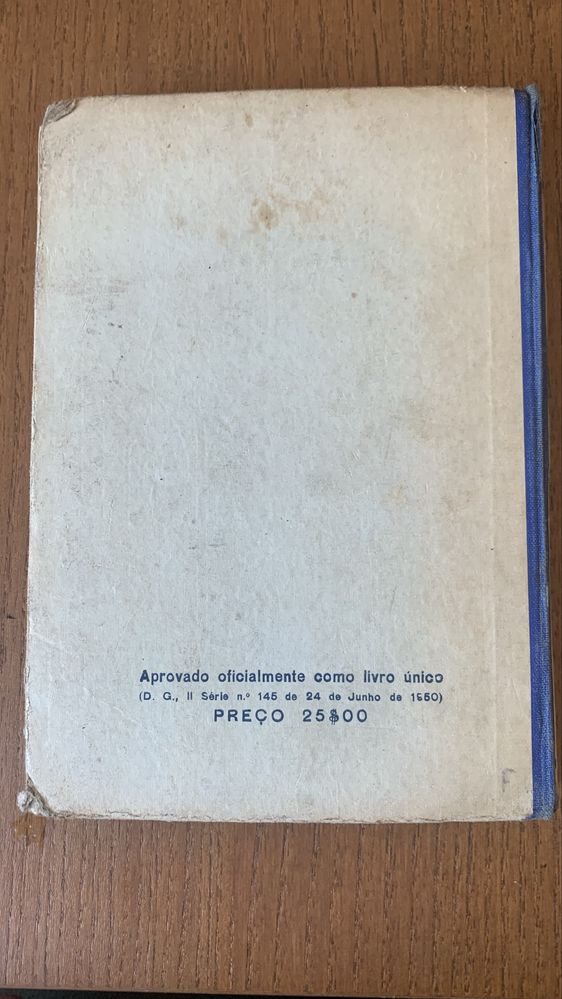 Aprovado oficialmente como livro único
(D. G., II Série n.º 145 de 24 de Junho de 1950)
PREÇO 25$00